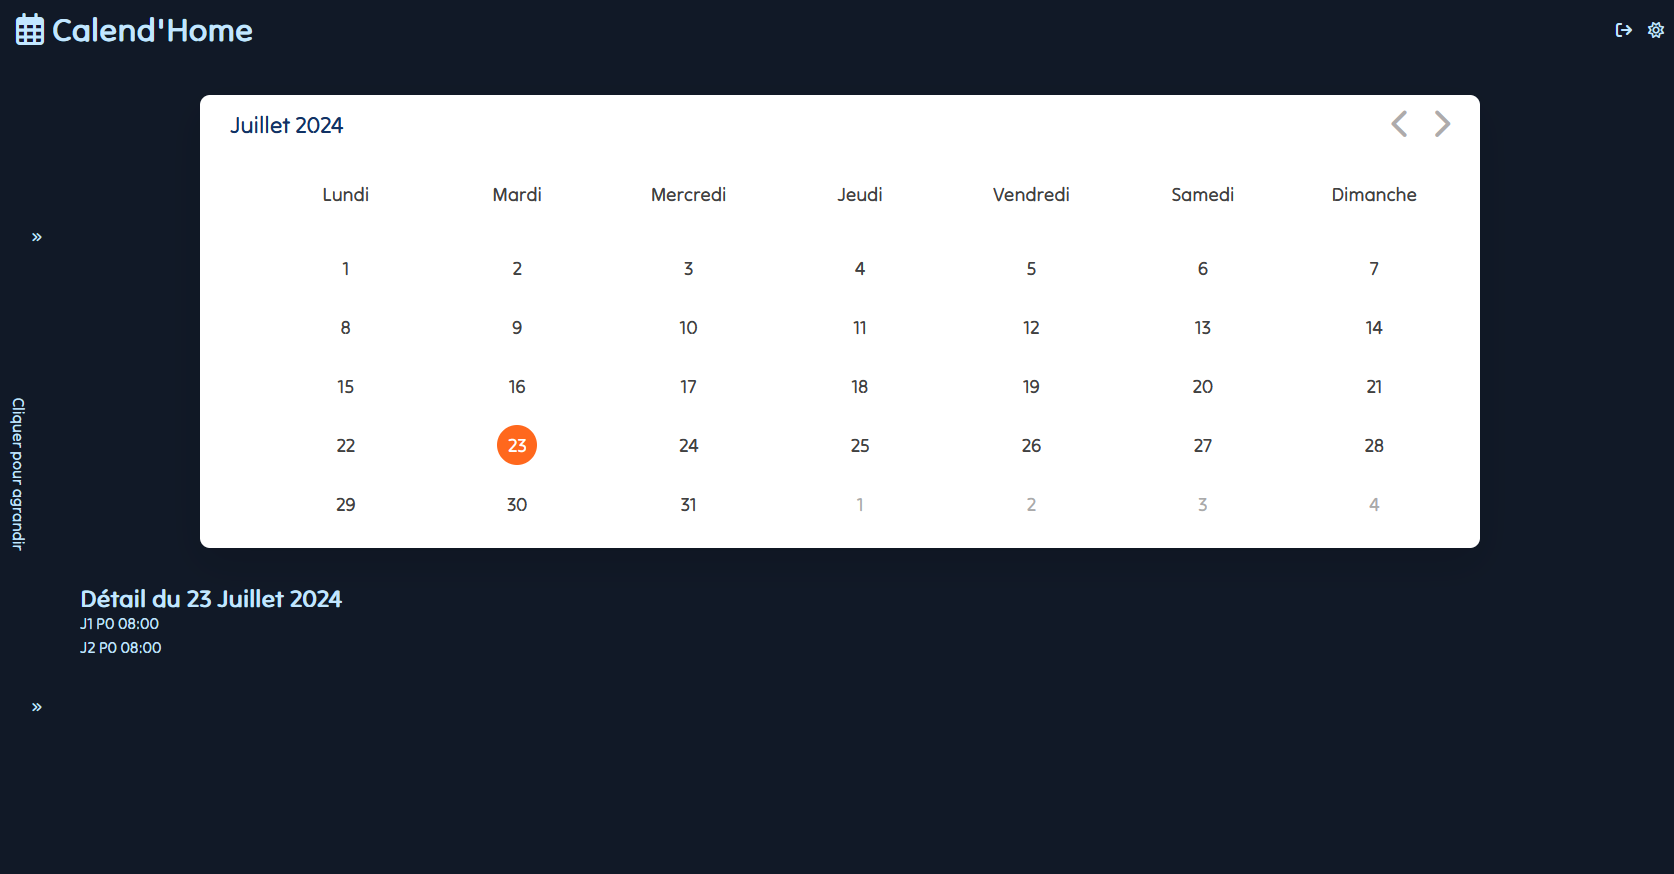 Calend'Home
Juillet 2024
Lundi Mardi Mercredi Jeudi Vendredi Samedi Dimanche
1 2 3 4 5 6 7
8 9 10 11 12 13 14
15 16 17 18 19 20 21
22 23 24 25 26 27 28
29 30 31 1 2 3 4
»
Cliquer pour agrandir
»
Détail du 23 Juillet 2024
J1 P0 08:00
J2 P0 08:00